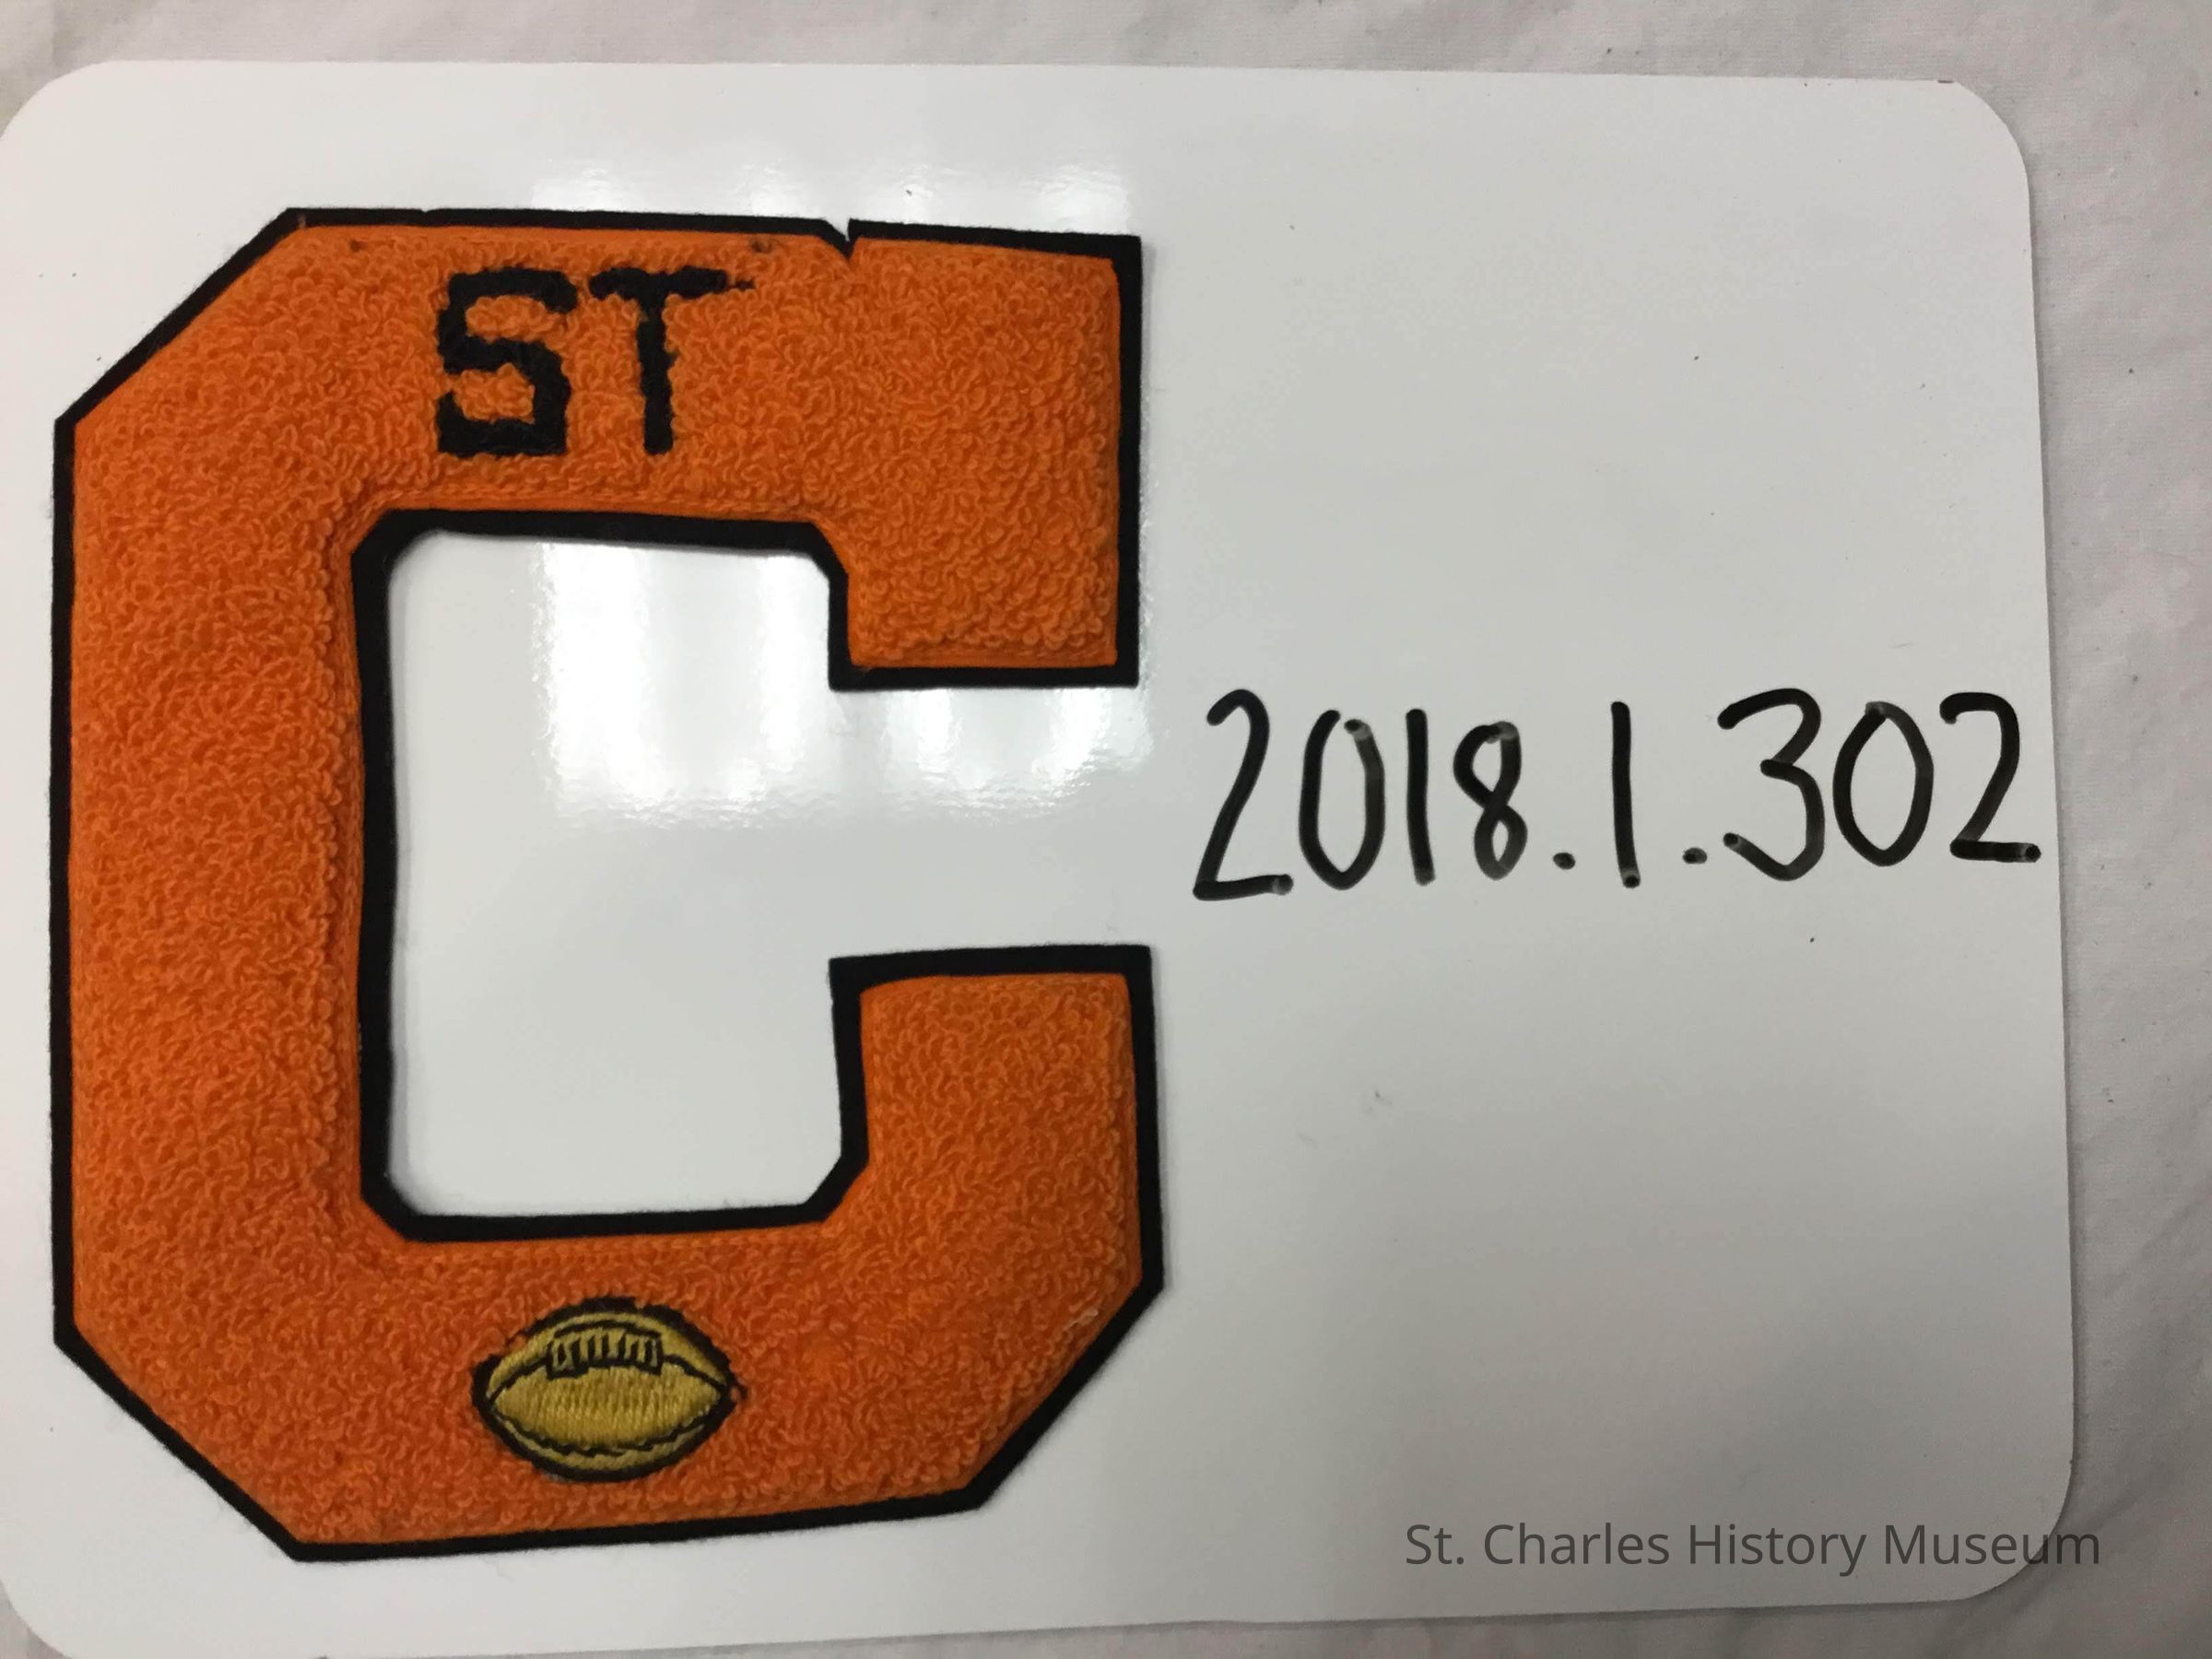 ST
2018.1.302
St. Charles History Museum